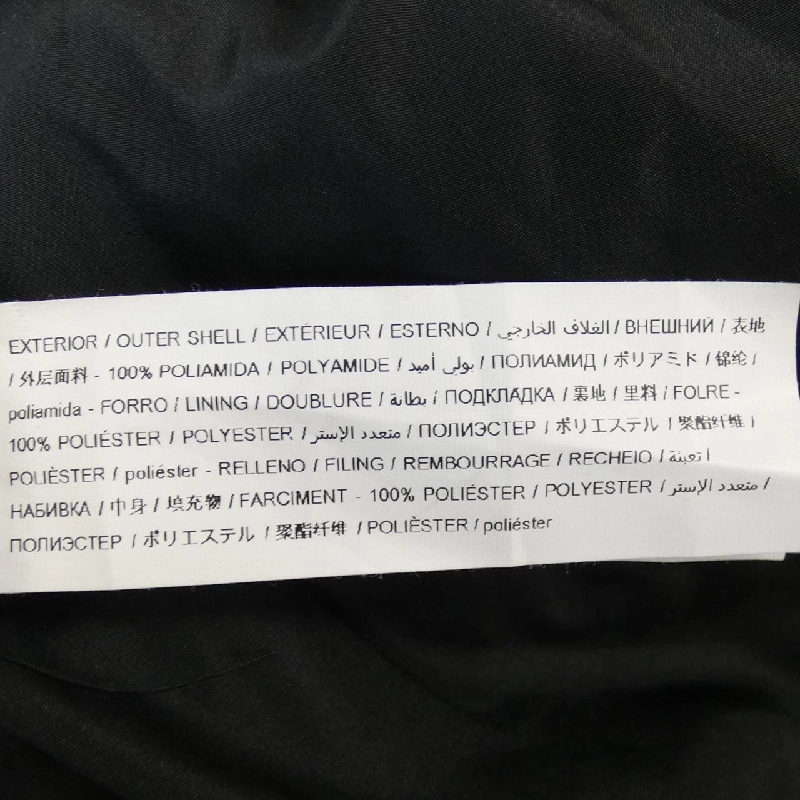 EXTERIOR / OUTER SHELL / EXTÉRIEUR / ESTERNO / الغلاف الخارجي / ВНЕШНИЙ / 表地
/ 外层面料 - 100% POLIAMIDA / POLYAMIDE / بولي أميد / ПОЛИАМИД / ポリアミド / 锦纶 /
poliamida - FORRO / LINING / DOUBLURE / بطانة / ПОДКЛАДКА / 裏地 / 里料 / FOLRE -
100% POLIÉSTER / POLYESTER / متعدد الإستر / ПОЛИЭСТЕР / ポリエステル / 聚酯纤维 /
POLIÈSTER / poliéster - RELLENO / FILING / REMBOURRAGE / RECHEIO / تعبئة /
НАБИВКА / 中身 / 填充物 / FARCIMENT - 100% POLIÉSTER / POLYESTER / متعدد الإستر /
ПОЛИЭСТЕР / ポリエステル / 聚酯纤维 / POLIÈSTER / poliéster